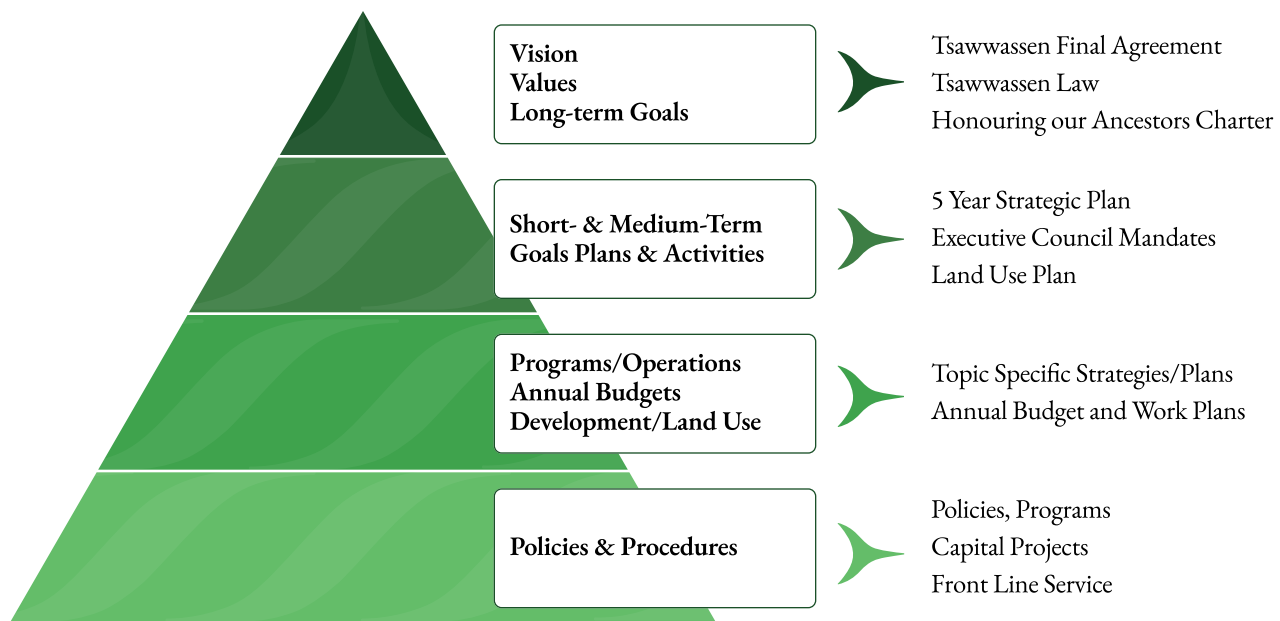 Vision
Values
Long-term Goals
Tsawwassen Final Agreement
Tsawwassen Law
Honouring our Ancestors Charter
Short- & Medium-Term
Goals Plans & Activities
5 Year Strategic Plan
Executive Council Mandates
Land Use Plan
Programs/Operations
Annual Budgets
Development/Land Use
Topic Specific Strategies/Plans
Annual Budget and Work Plans
Policies & Procedures
Policies, Programs
Capital Projects
Front Line Service